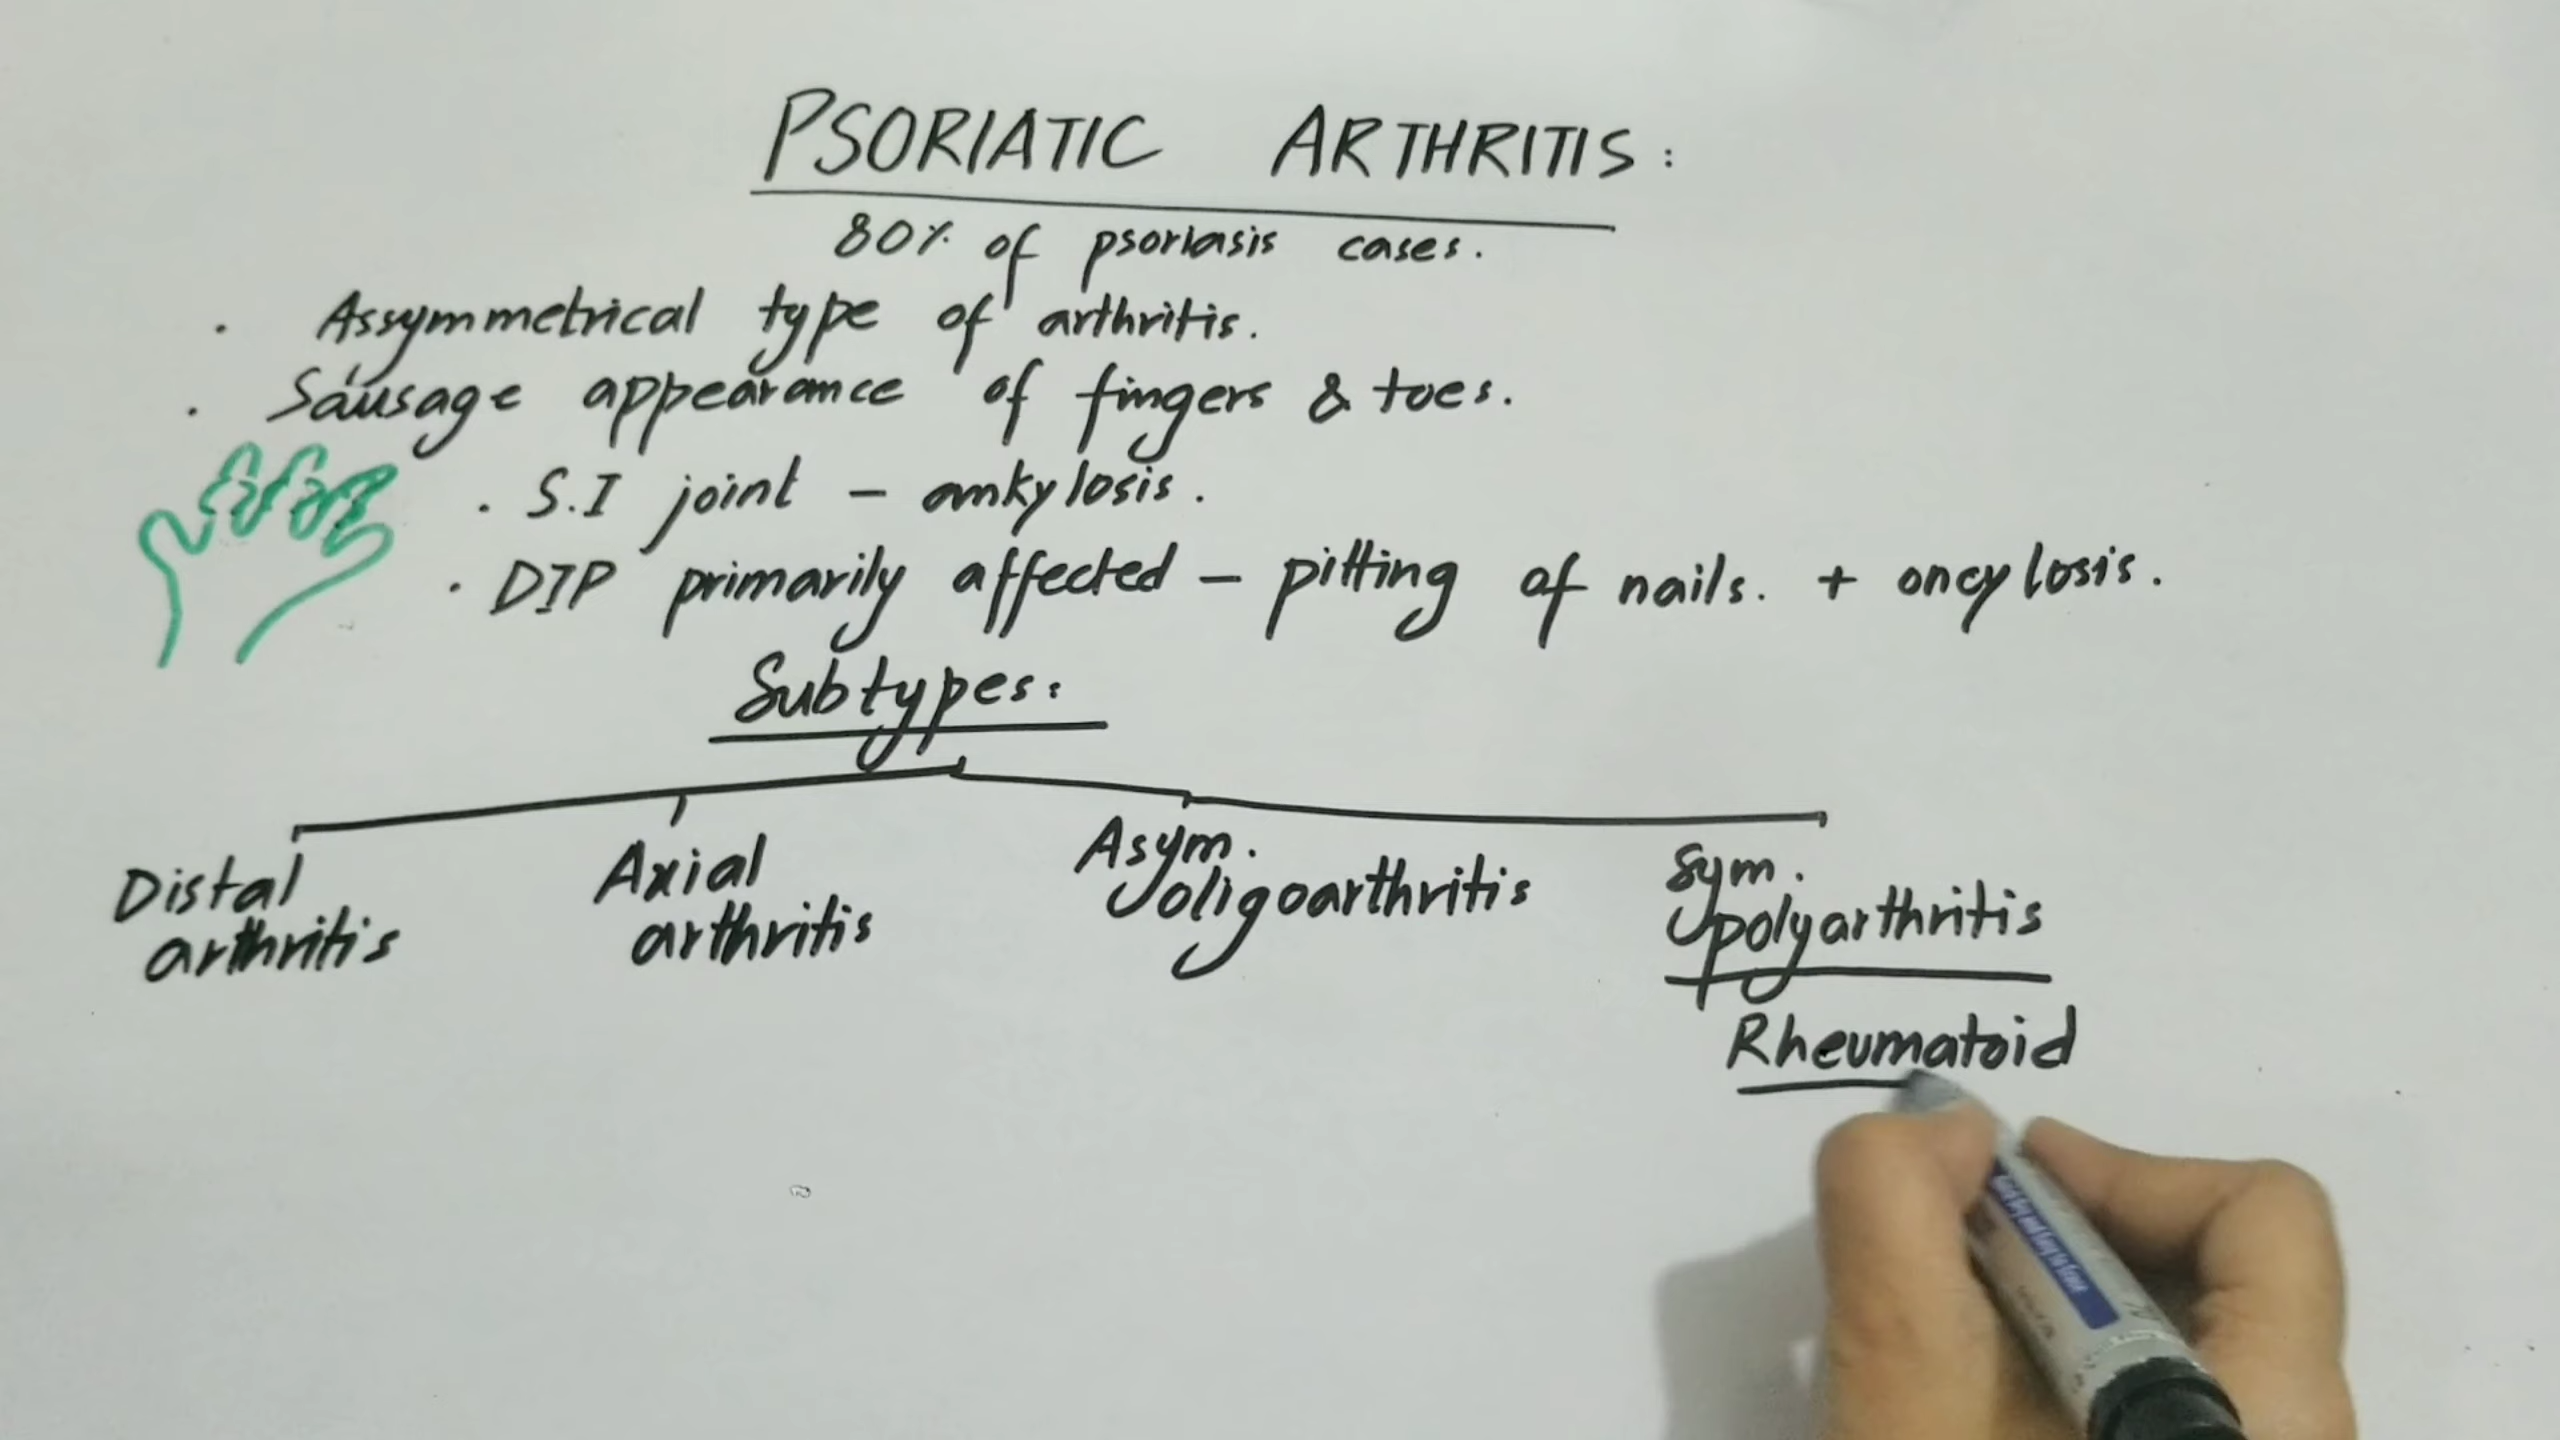 PSORIATIC ARTHRITIS:
80% of psoriasis cases.
. Assymmetrical type of arthritis.
. Sausage appearance of fingers & toes.
. S.I joint - ankylosis.
. DIP primarily affected - pitting of nails. + oncylosis.
Subtypes:
Distal
arthritis
Axial
arthritis
Asym.
oligoarthritis
Sym.
polyarthritis
Rheumatoid